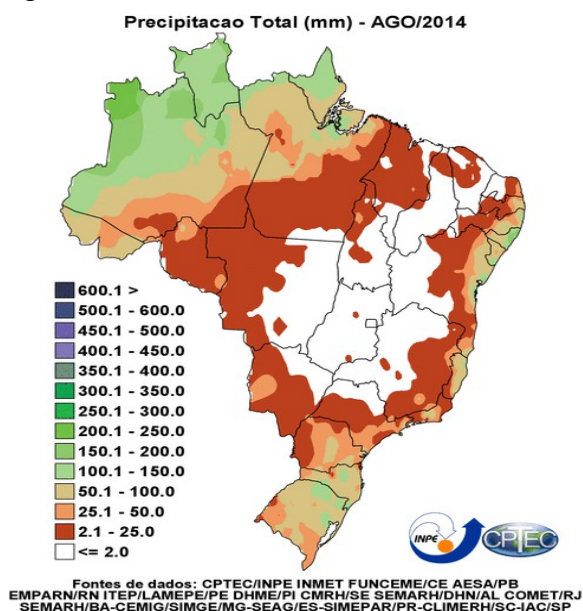 Precipitacao Total (mm) - AGO/2014
600.1 >
500.1 - 600.0
450.1 - 500.0
400.1 - 450.0
350.1 - 400.0
300.1 - 350.0
250.1 - 300.0
200.1 - 250.0
150.1 - 200.0
100.1 - 150.0
50.1 - 100.0
25.1 - 50.0
2.1 - 25.0
<= 2.0
INPE
CPTEC
Fontes de dados: CPTEC/INPE INMET FUNCEME/CE AESA/PB
EMPARN/RN ITEP/LAMEPE/PE DHME/PI CMRH/SE SEMARH/DHN/AL COMET/RJ
SEMARH/BA-CEMIG/SIMGE/MG-SEAG/ES-SIMEPAR/PR-CLIMERH/SC-IAC/SP